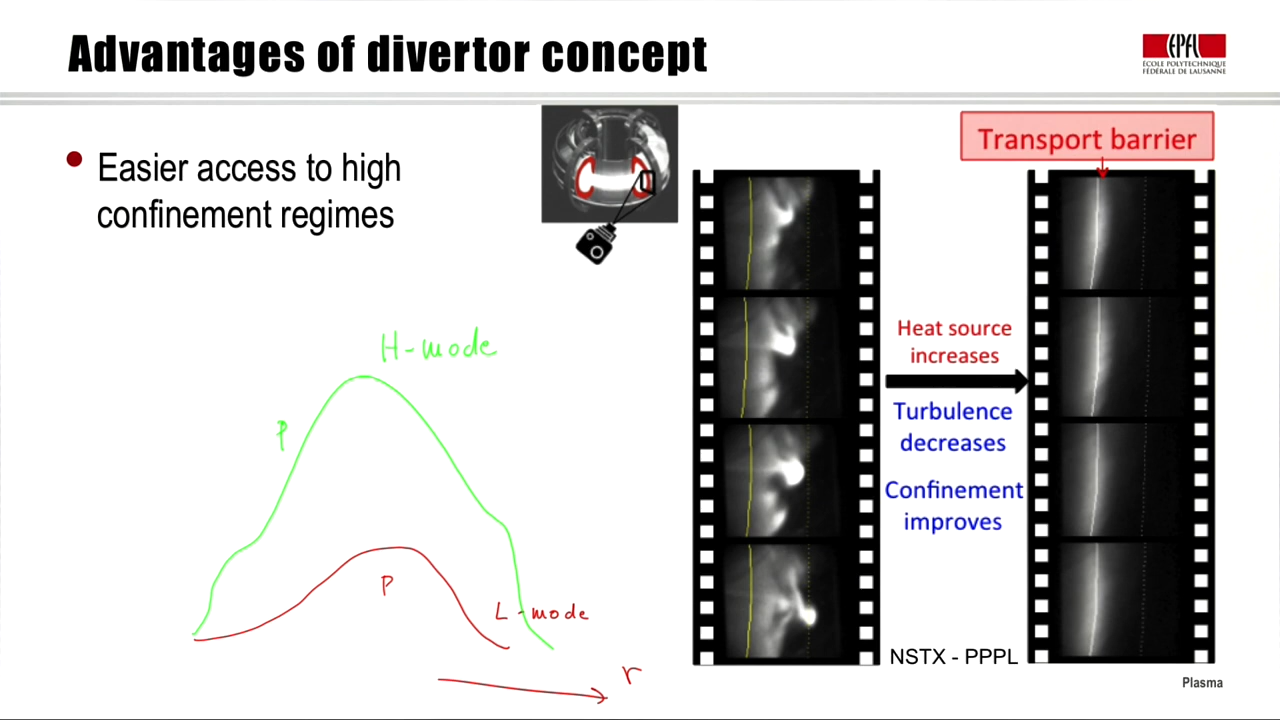 Advantages of divertor concept
EPFL
ÉCOLE POLYTECHNIQUE
FÉDÉRALE DE LAUSANNE
Easier access to high
confinement regimes
Transport barrier
H-mode
P
P
L-mode
r
Heat source
increases
Turbulence
decreases
Confinement
improves
NSTX - PPPL
Plasma